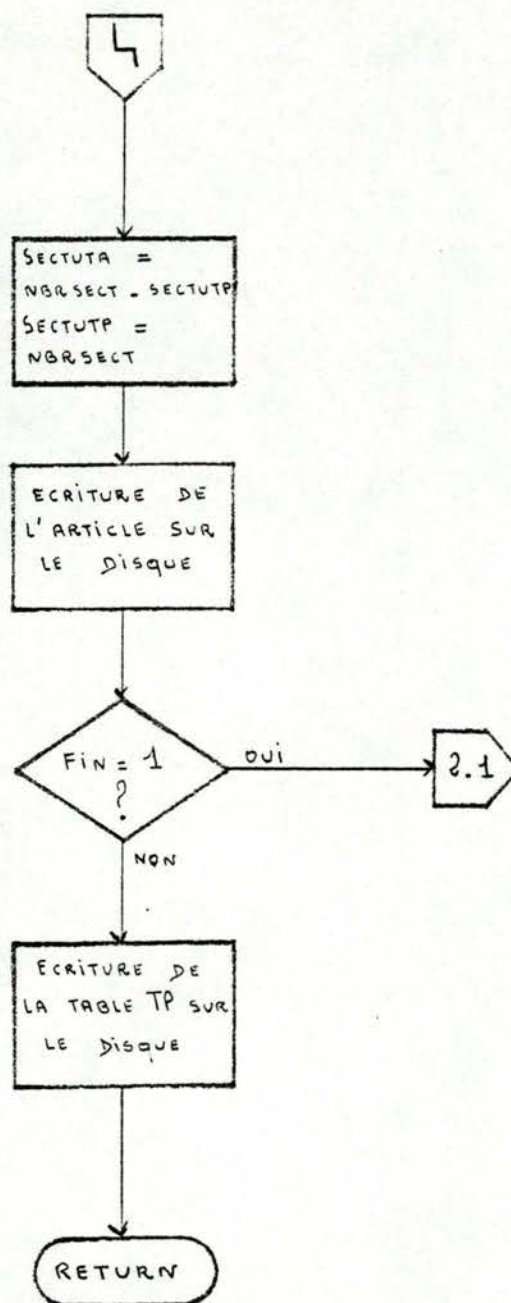 4
SECTUTA =
NBRSECT - SECTUTP
SECTUTP =
NBRSECT
ECRITURE DE
L'ARTICLE SUR
LE DISQUE
FIN = 1
?
OUI
2.1
NON
ECRITURE DE
LA TABLE TP SUR
LE DISQUE
RETURN